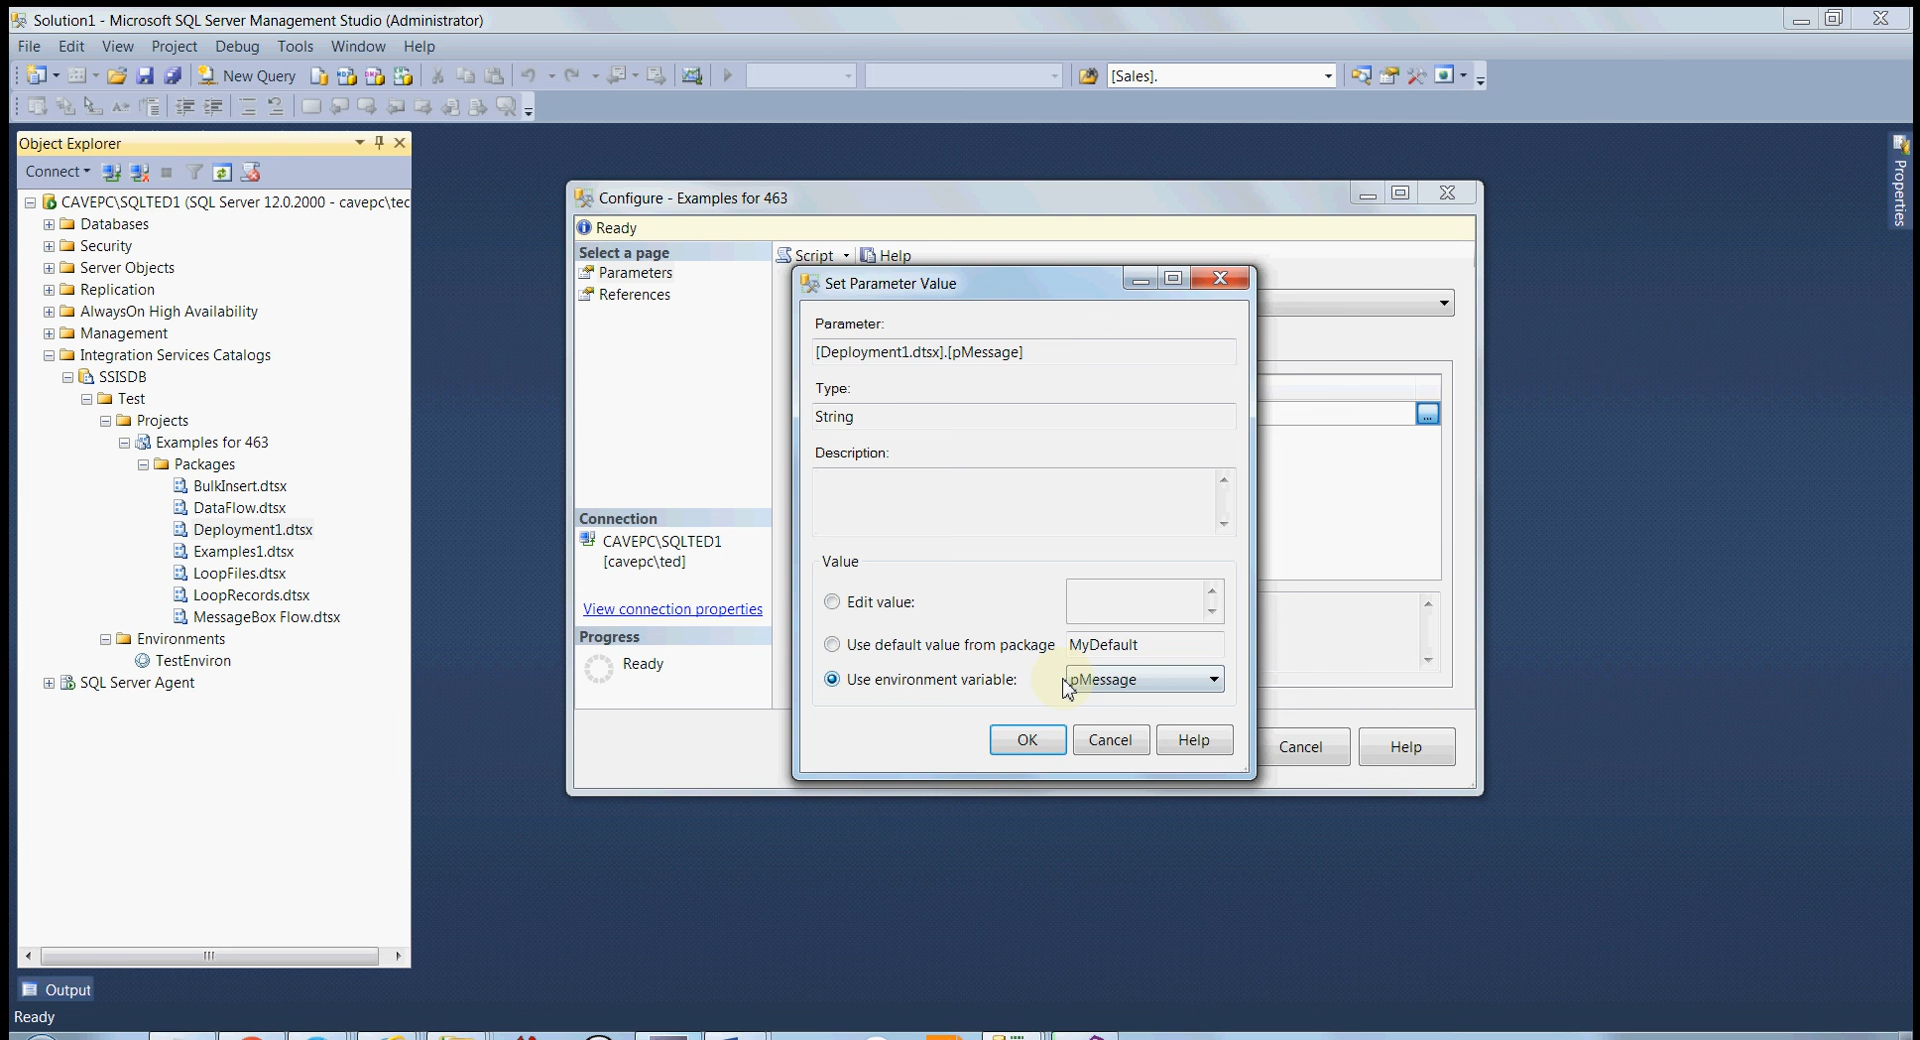 Solution1 - Microsoft SQL Server Management Studio (Administrator)
File Edit View Project Debug Tools Window Help
New Query
[Sales].
Object Explorer
Connect
CAVEPC\SQLTED1 (SQL Server 12.0.2000 - cavepc\tec
Databases
Security
Server Objects
Replication
AlwaysOn High Availability
Management
Integration Services Catalogs
SSISDB
Test
Projects
Examples for 463
Packages
BulkInsert.dtsx
DataFlow.dtsx
Deployment1.dtsx
Examples1.dtsx
LoopFiles.dtsx
LoopRecords.dtsx
MessageBox Flow.dtsx
Environments
TestEnviron
SQL Server Agent
Output
Ready
Properties
Configure - Examples for 463
Ready
Select a page
Parameters
References
Script Help
Connection
CAVEPC\SQLTED1
[cavepc\ted]
View connection properties
Progress
Ready
...
Cancel Help
Set Parameter Value
Parameter:
[Deployment1.dtsx].[pMessage]
Type:
String
Description:
Value
Edit value:
Use default value from package MyDefault
Use environment variable: pMessage
OK Cancel Help